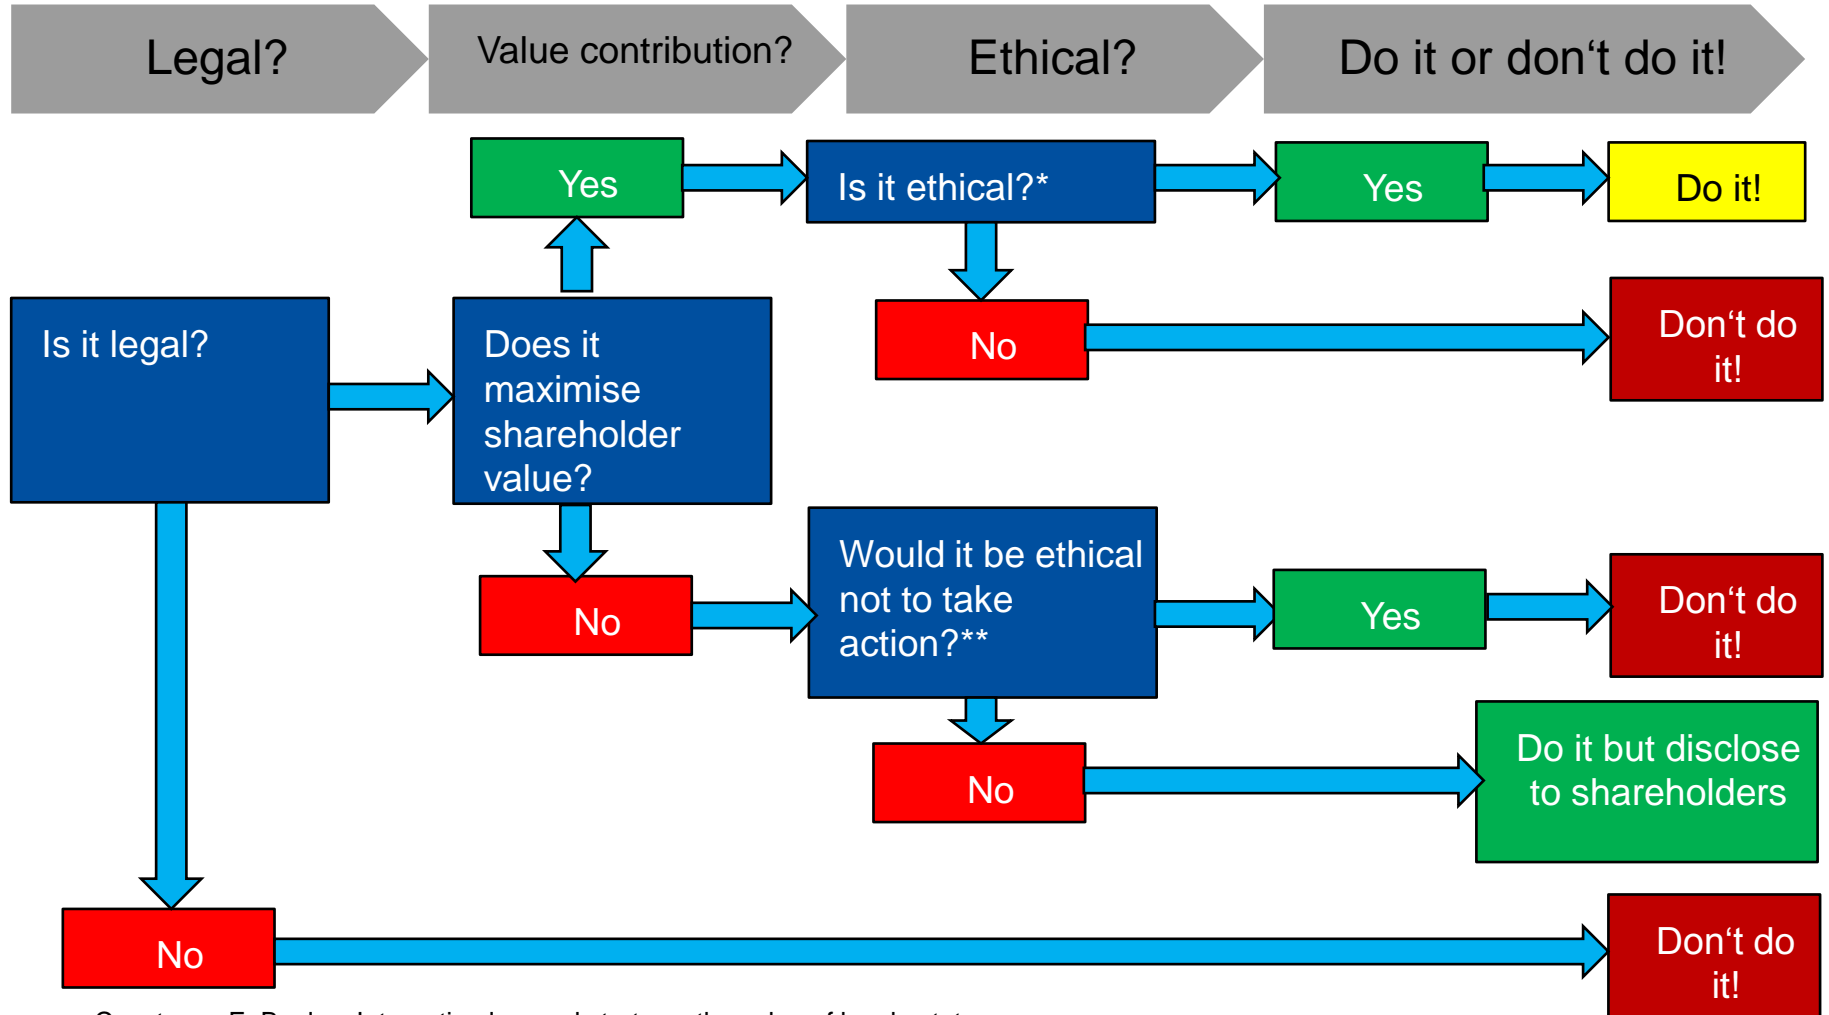 Legal?
Value contribution?
Ethical?
Do it or don‘t do it!
Yes
Is it ethical?*
Yes
Do it!
Is it legal?
Does it
maximise
shareholder
value?
No
Don‘t do
it!
No
Would it be ethical
not to take
action?**
Yes
Don‘t do
it!
No
Do it but disclose
to shareholders
No
Don‘t do
it!